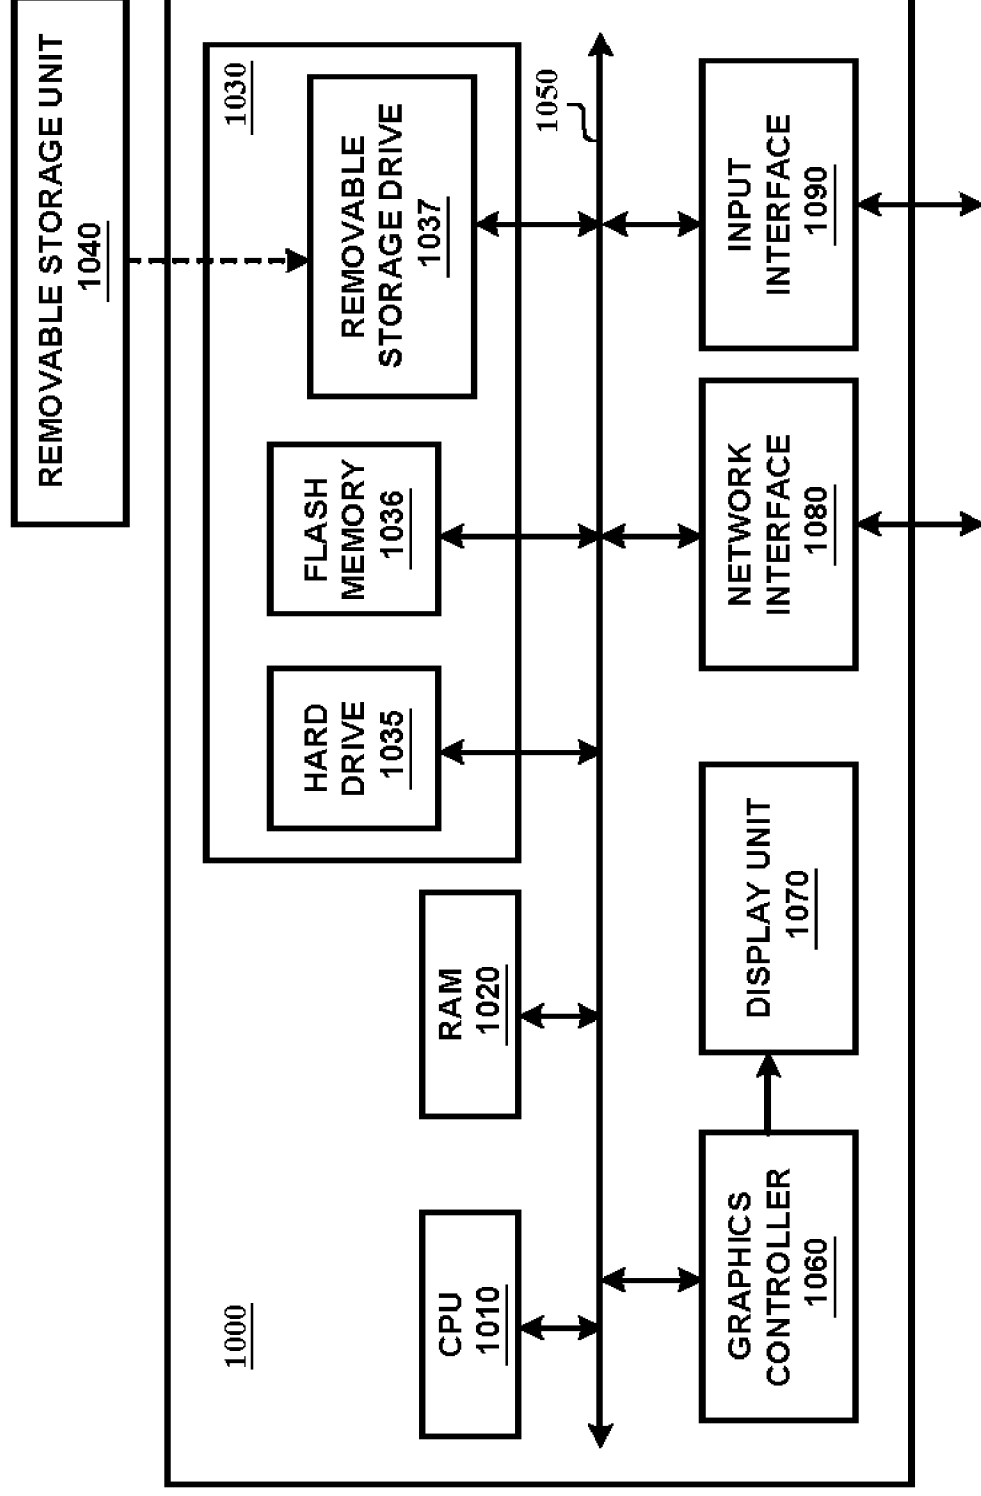 REMOVABLE STORAGE UNIT
1040
1030
REMOVABLE
STORAGE DRIVE
1037
FLASH
MEMORY
1036
HARD
DRIVE
1035
1000
CPU
1010
RAM
1020
1050
GRAPHICS
CONTROLLER
1060
DISPLAY UNIT
1070
NETWORK
INTERFACE
1080
INPUT
INTERFACE
1090